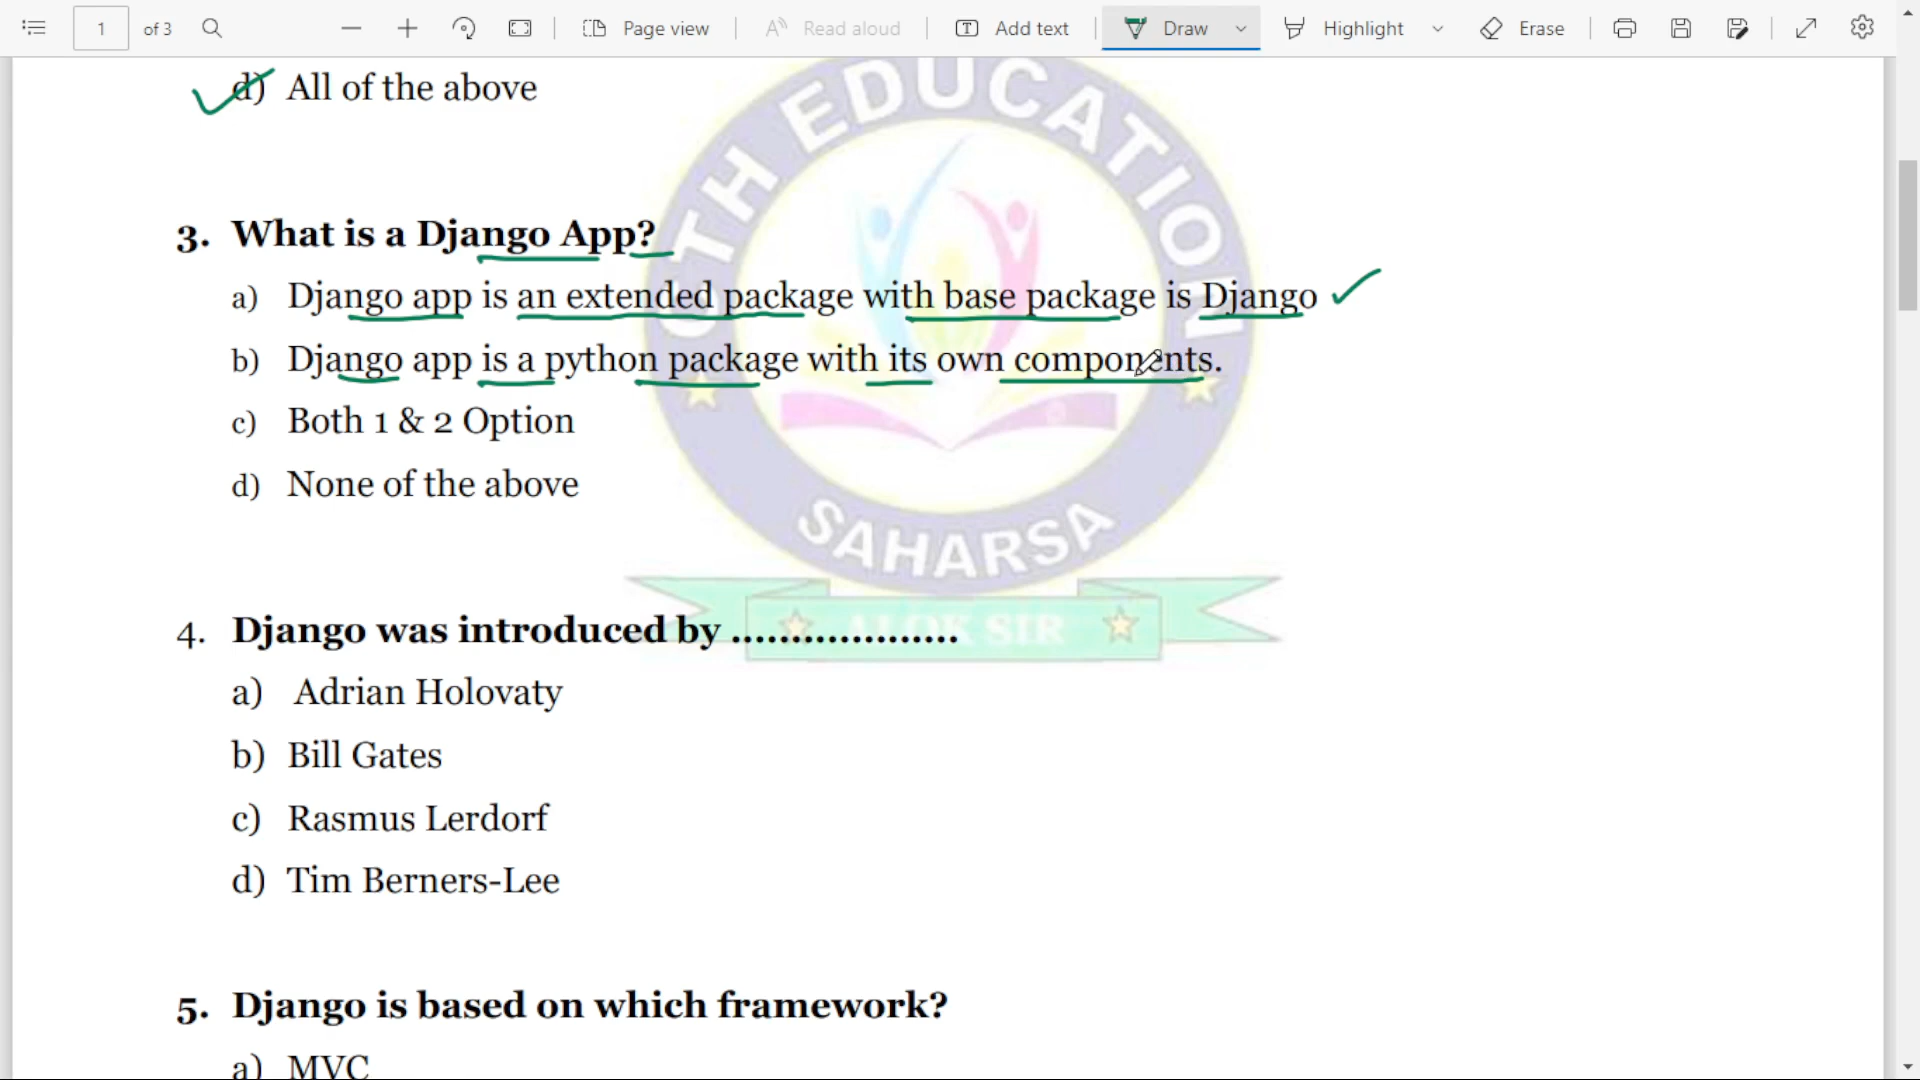 1 of 3 Page view Read aloud Add text Draw Highlight Erase
d) All of the above
CTH EDUCATION
3. What is a Django App?
a) Django app is an extended package with base package is Django
b) Django app is a python package with its own components.
c) Both 1 & 2 Option
d) None of the above
SAHARSA
ALOK SIR
4. Django was introduced by ...................
a) Adrian Holovaty
b) Bill Gates
c) Rasmus Lerdorf
d) Tim Berners-Lee
5. Django is based on which framework?
a) MVC